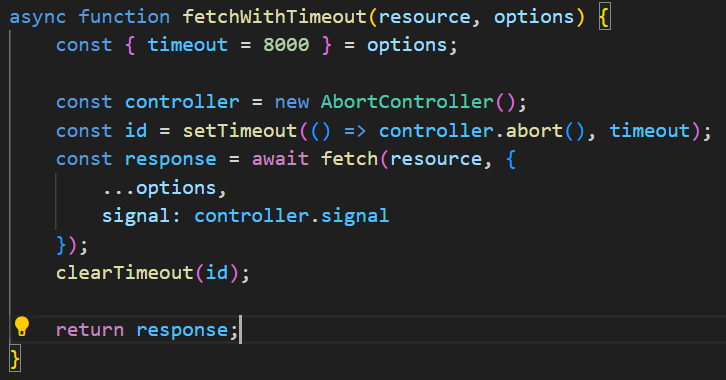 async function fetchWithTimeout(resource, options) {
    const { timeout = 8000 } = options;

    const controller = new AbortController();
    const id = setTimeout(() => controller.abort(), timeout);
    const response = await fetch(resource, {
        ...options,
        signal: controller.signal
    });
    clearTimeout(id);

    return response;
}